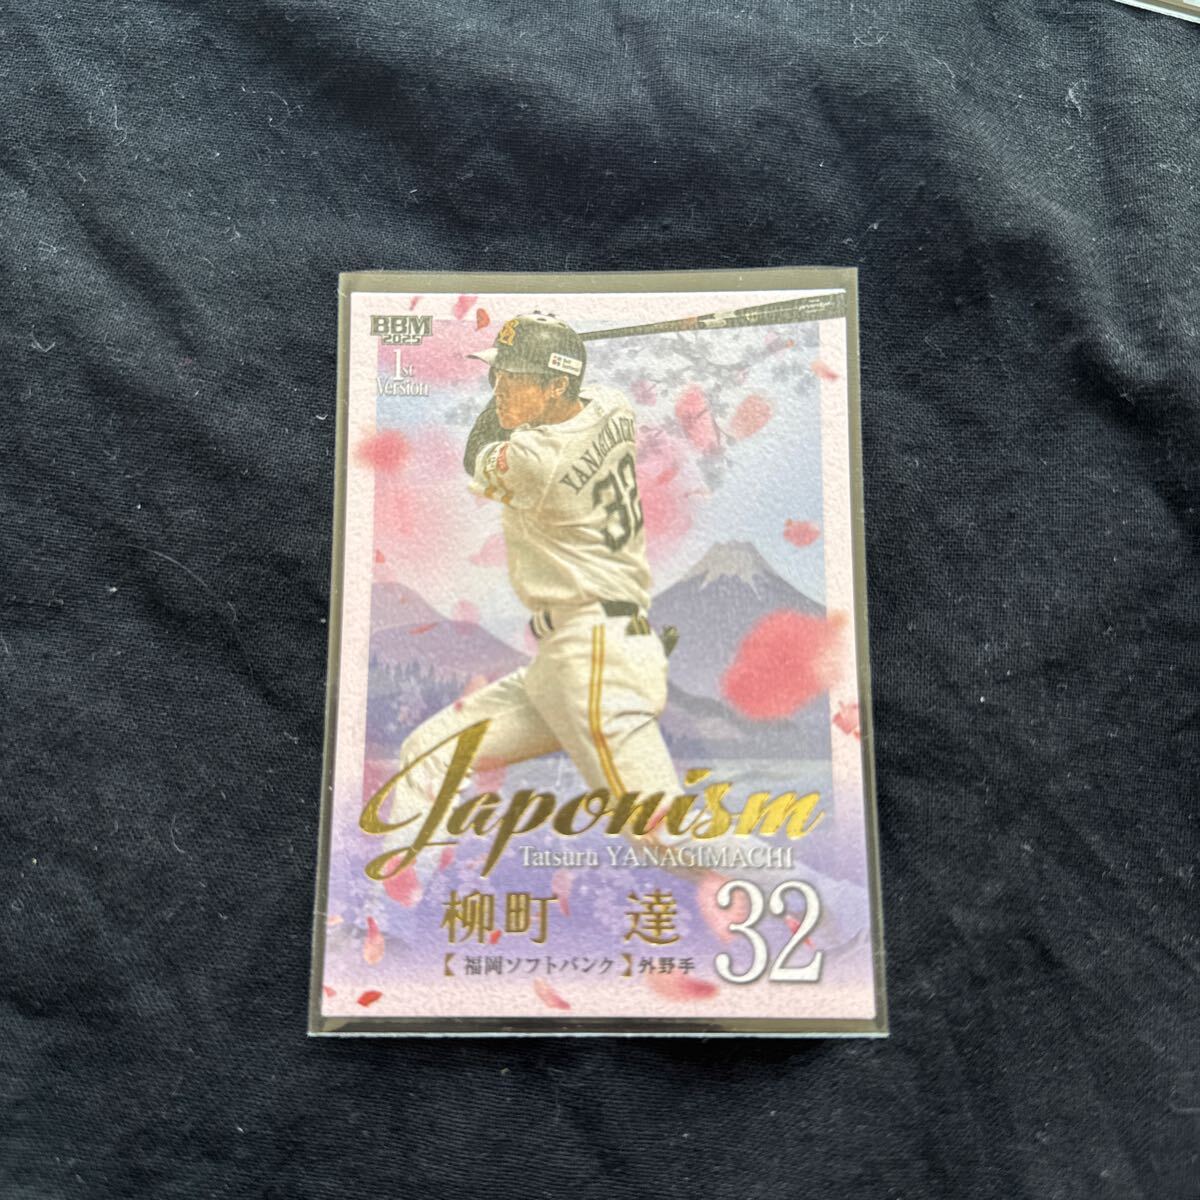 BBM
2025
1st
Version
YANAGIMACHI
32
Japonism
Tatsuru YANAGIMACHI
柳町 達
【福岡ソフトバンク】外野手
32